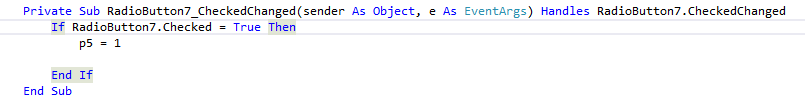 Private Sub RadioButton7_CheckedChanged(sender As Object, e As EventArgs) Handles RadioButton7.CheckedChanged
If RadioButton7.Checked = True Then
p5 = 1
End If
End Sub